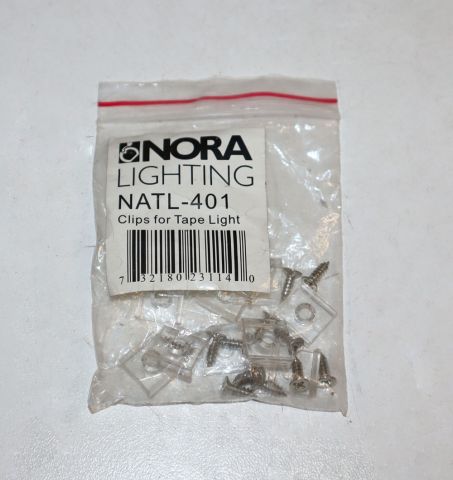 NORA
LIGHTING
NATL-401
Clips for Tape Light
7 32180 23114 0